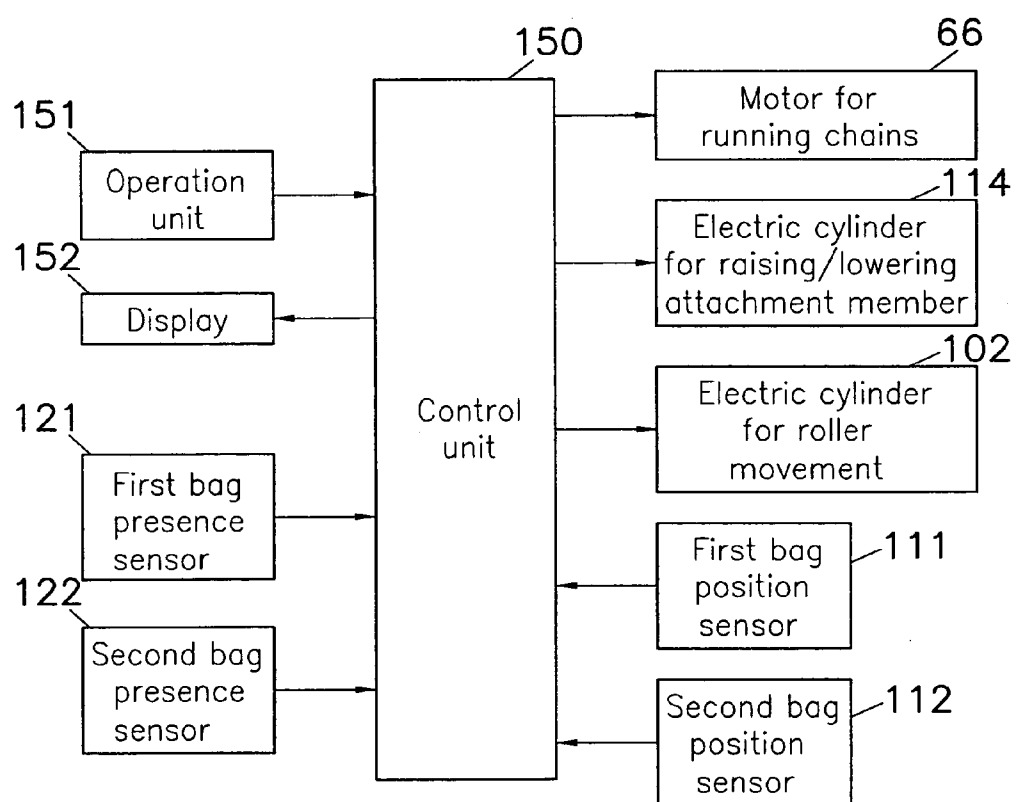 150
66
Motor for
running chains
151
Operation
unit
114
Electric cylinder
for raising/lowering
attachment member
152
Display
102
Electric cylinder
for roller
movement
Control
unit
121
First bag
presence
sensor
111
First bag
position
sensor
122
Second bag
presence
sensor
112
Second bag
position
sensor